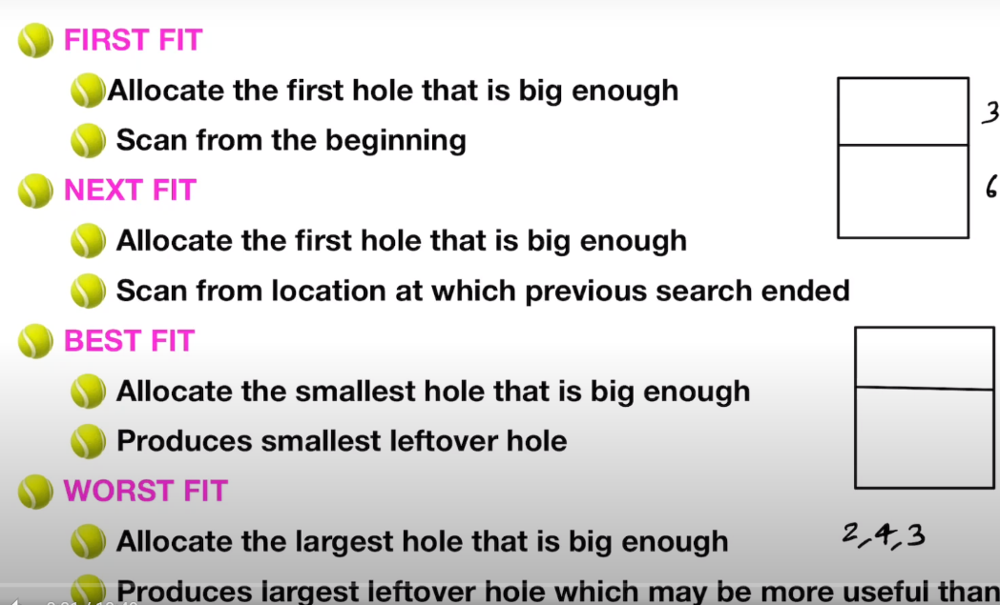 FIRST FIT
Allocate the first hole that is big enough
Scan from the beginning
3
NEXT FIT
6
Allocate the first hole that is big enough
Scan from location at which previous search ended
BEST FIT
Allocate the smallest hole that is big enough
Produces smallest leftover hole
WORST FIT
Allocate the largest hole that is big enough
2,4,3
Produces largest leftover hole which may be more useful than